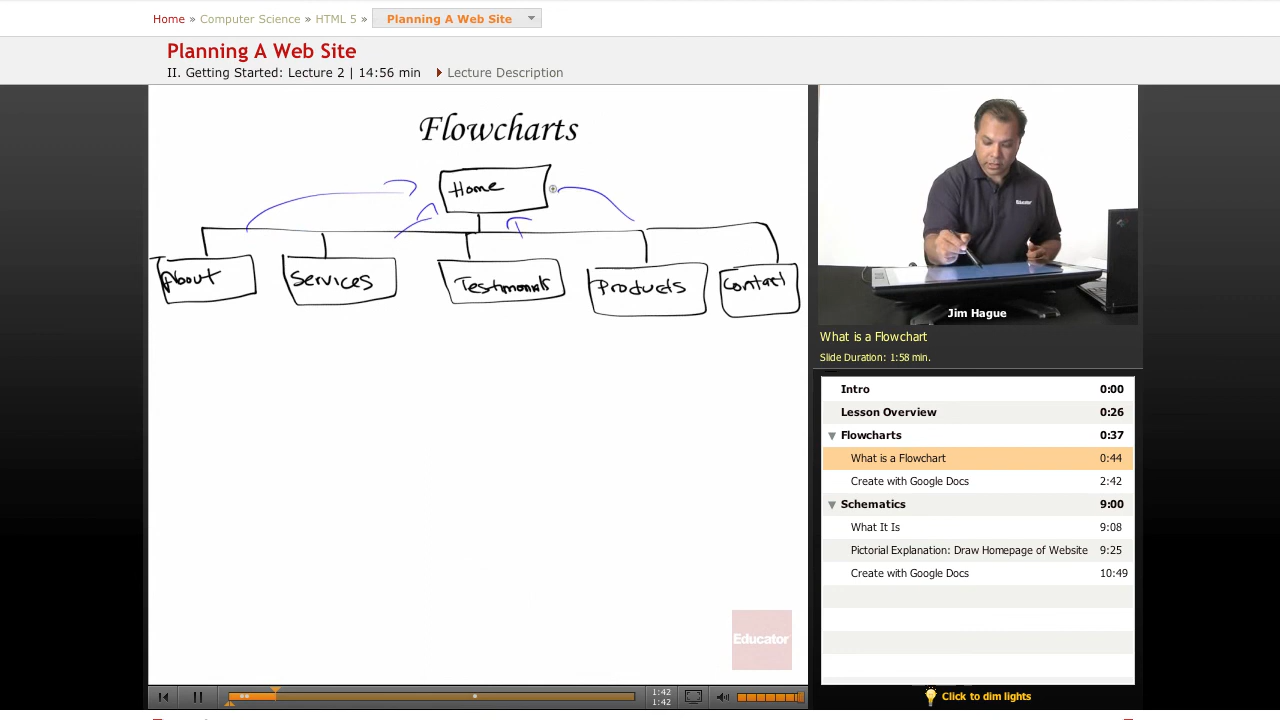 Home » Computer Science » HTML 5 » Planning A Web Site
Planning A Web Site
II. Getting Started: Lecture 2 | 14:56 min Lecture Description
Flowcharts
Home
About Services Testimonials Products Contact
Educator
Jim Hague
What is a Flowchart
Slide Duration: 1:58 min.
Intro 0:00
Lesson Overview 0:26
Flowcharts 0:37
What is a Flowchart 0:44
Create with Google Docs 2:42
Schematics 9:00
What It Is 9:08
Pictorial Explanation: Draw Homepage of Website 9:25
Create with Google Docs 10:49
1:42
1:42
Click to dim lights